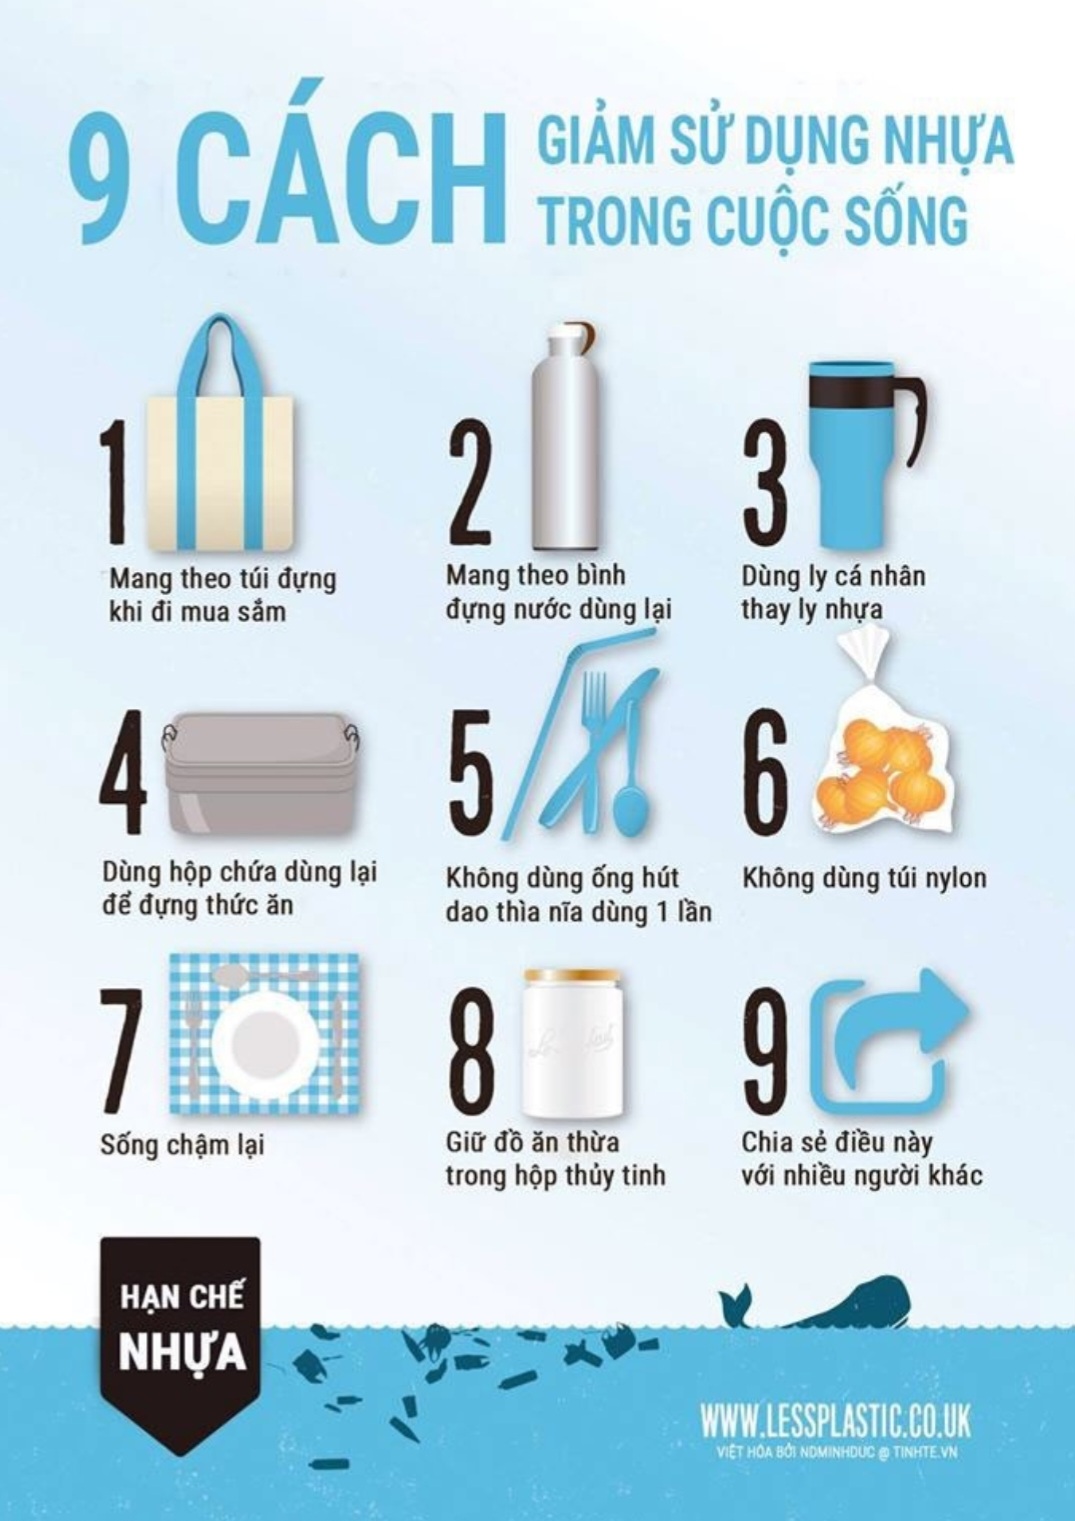 9 CÁCH
GIẢM SỬ DỤNG NHỰA
TRONG CUỘC SỐNG
1
Mang theo túi đựng
khi đi mua sắm
2
Mang theo bình
đựng nước dùng lại
3
Dùng ly cá nhân
thay ly nhựa
4
Dùng hộp chứa dùng lại
để đựng thức ăn
5
Không dùng ống hút
dao thìa nĩa dùng 1 lần
6
Không dùng túi nylon
7
Sống chậm lại
8
Giữ đồ ăn thừa
trong hộp thủy tinh
9
Chia sẻ điều này
với nhiều người khác
HẠN CHẾ
NHỰA
WWW.LESSPLASTIC.CO.UK
VIỆT HÓA BỞI NDMINHDUC @ TINHTE.VN